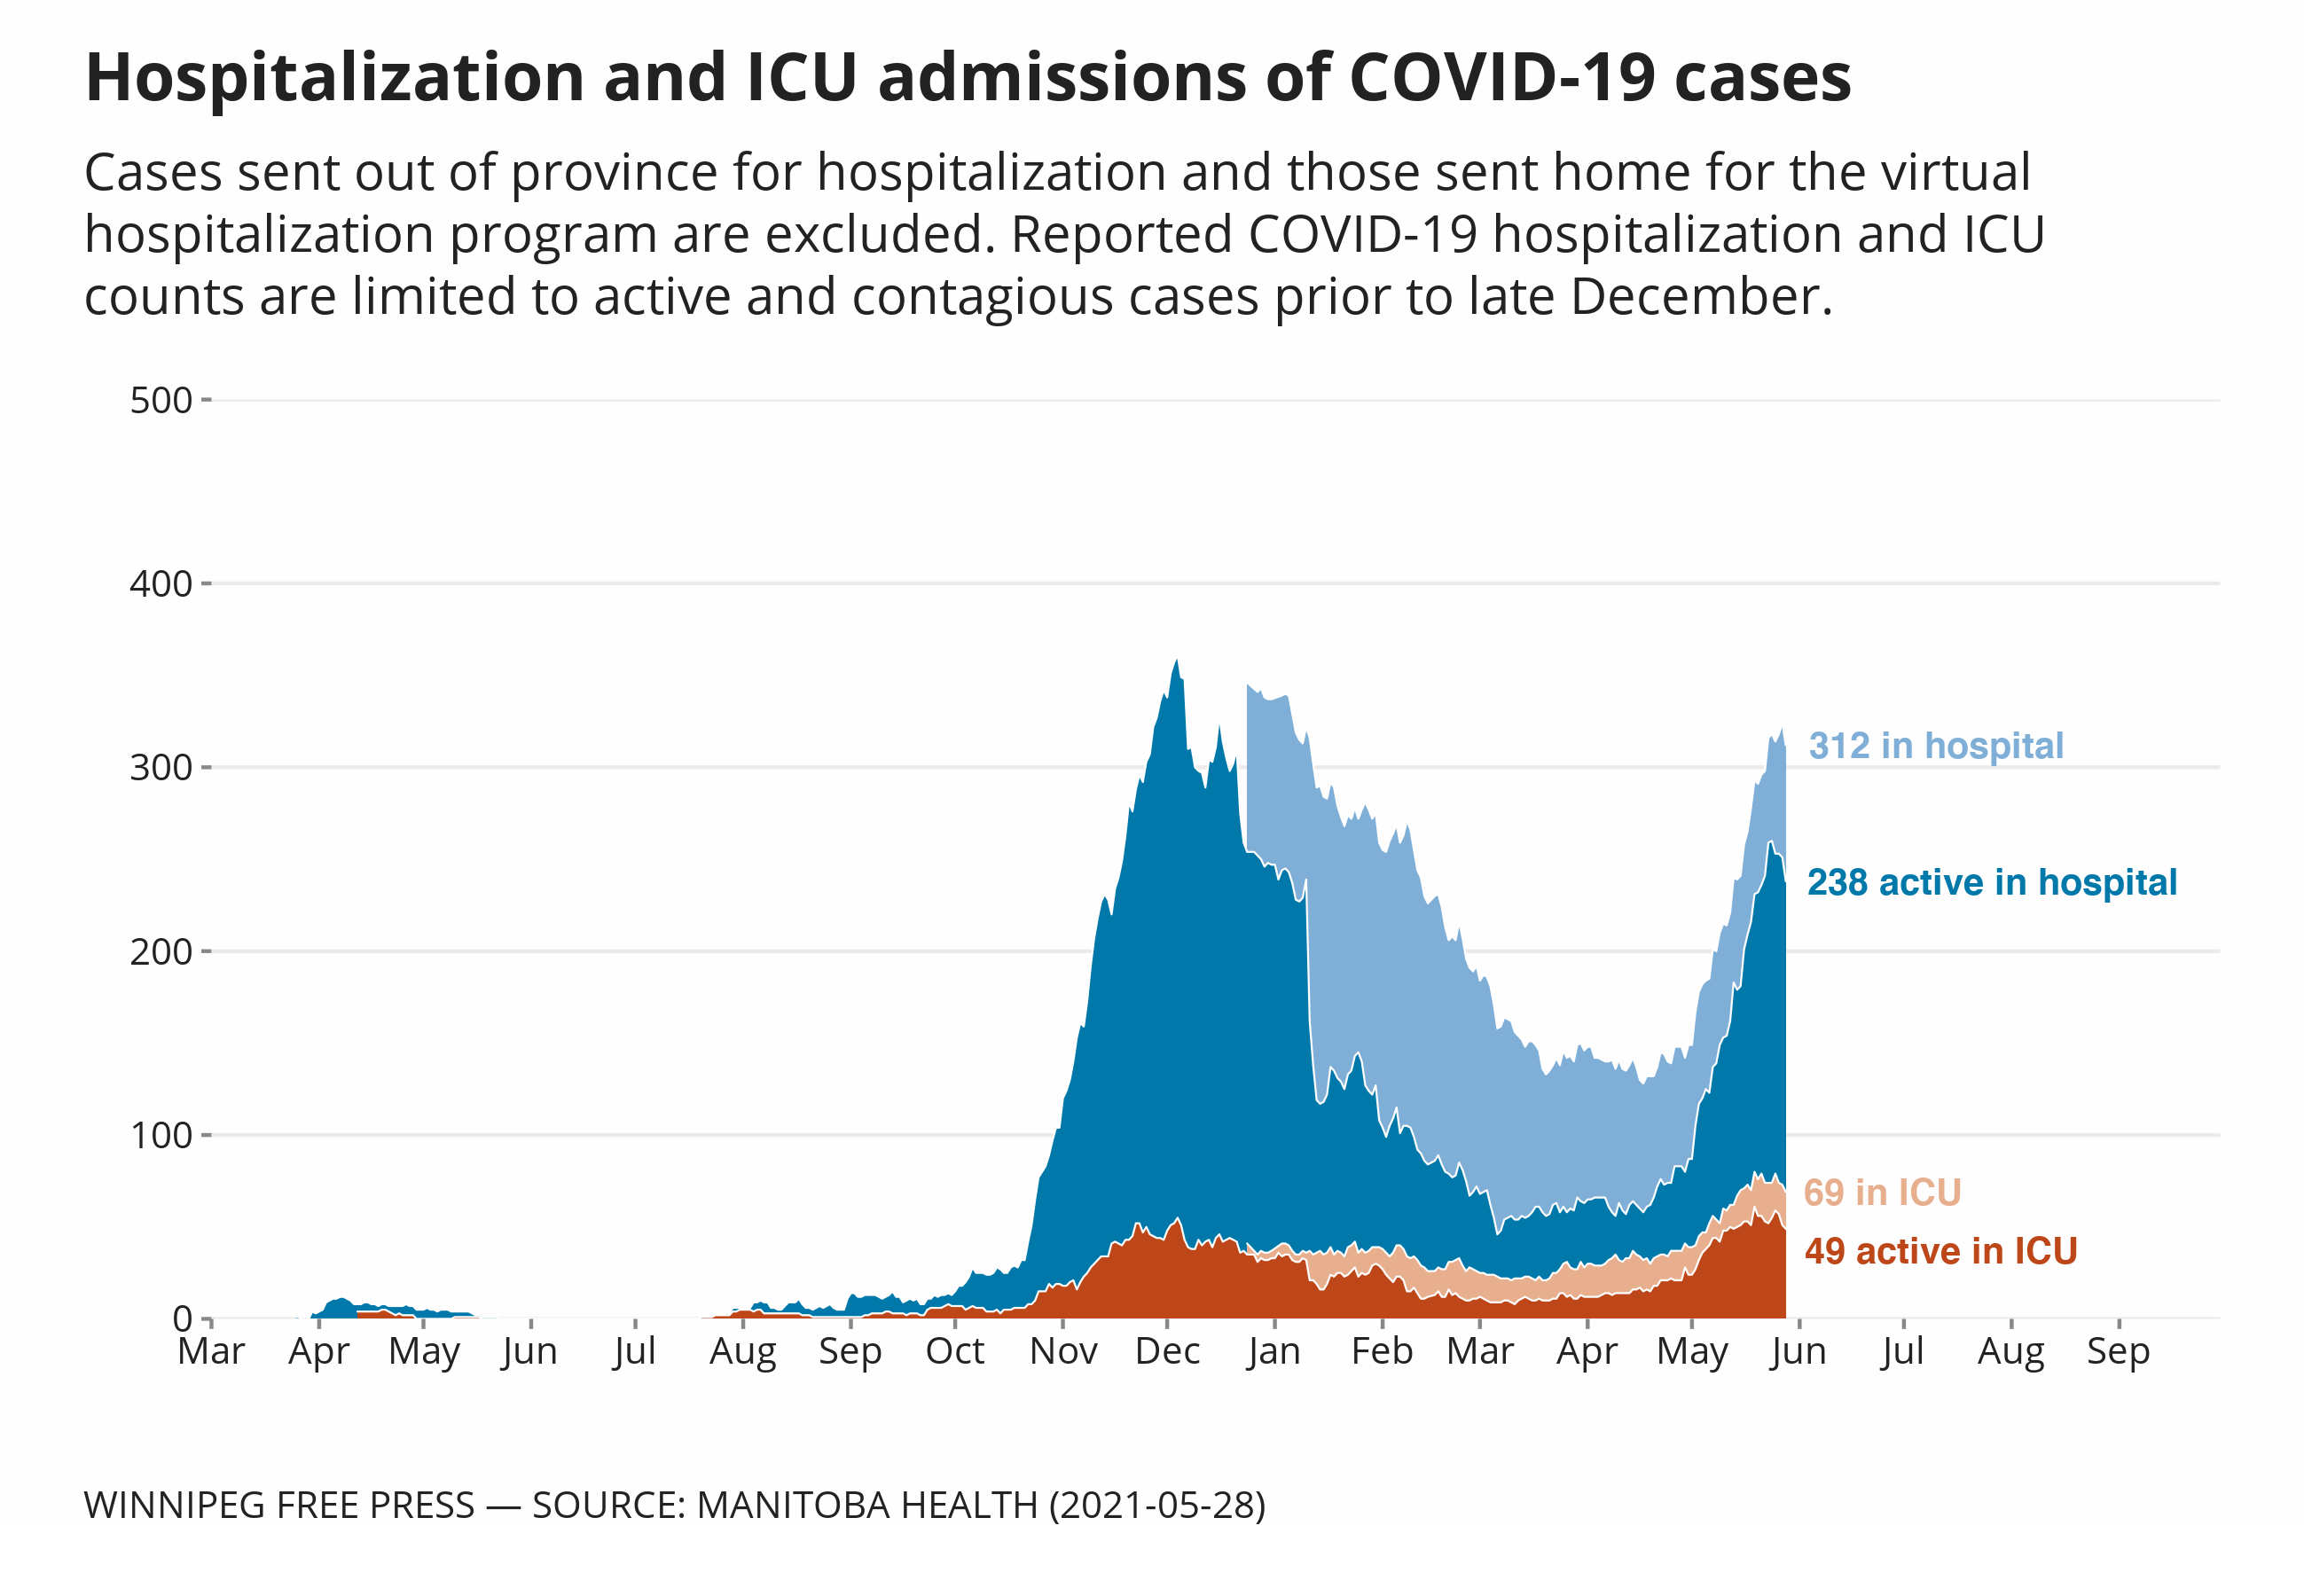 Hospitalization and ICU admissions of COVID-19 cases
Cases sent out of province for hospitalization and those sent home for the virtual
hospitalization program are excluded. Reported COVID-19 hospitalization and ICU
counts are limited to active and contagious cases prior to late December.
500
400
300
200
100
0
312 in hospital
238 active in hospital
69 in ICU
49 active in ICU
Mar Apr May Jun Jul Aug Sep Oct Nov Dec Jan Feb Mar Apr May Jun Jul Aug Sep
WINNIPEG FREE PRESS — SOURCE: MANITOBA HEALTH (2021-05-28)